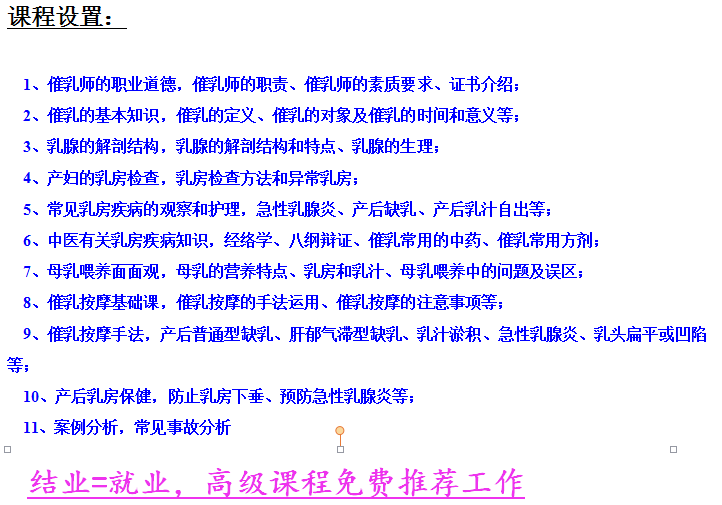 课程设置：
1、催乳师的职业道德，催乳师的职责、催乳师的素质要求、证书介绍；
2、催乳的基本知识，催乳的定义、催乳的对象及催乳的时间和意义等；
3、乳腺的解剖结构，乳腺的解剖结构和特点、乳腺的生理；
4、产妇的乳房检查，乳房检查方法和异常乳房；
5、常见乳房疾病的观察和护理，急性乳腺炎、产后缺乳、产后乳汁自出等；
6、中医有关乳房疾病知识，经络学、八纲辩证、催乳常用的中药、催乳常用方剂；
7、母乳喂养面面观，母乳的营养特点、乳房和乳汁、母乳喂养中的问题及误区；
8、催乳按摩基础课，催乳按摩的手法运用、催乳按摩的注意事项等；
9、催乳按摩手法，产后普通型缺乳、肝郁气滞型缺乳、乳汁淤积、急性乳腺炎、乳头扁平或凹陷
等；
10、产后乳房保健，防止乳房下垂、预防急性乳腺炎等；
11、案例分析，常见事故分析
结业=就业，高级课程免费推荐工作